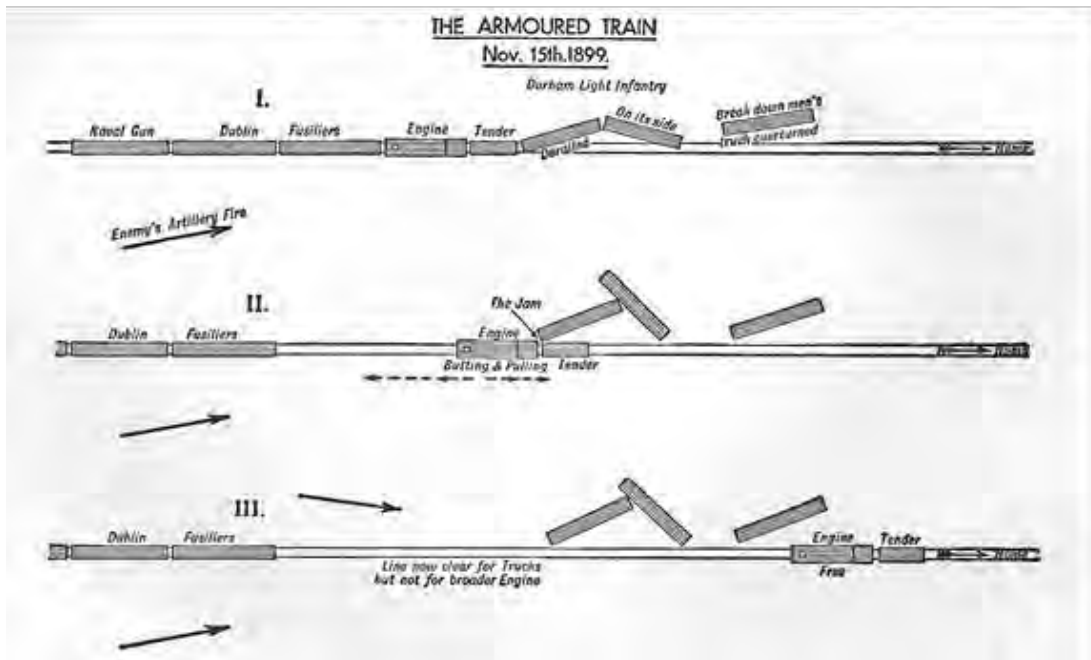 THE ARMOURED TRAIN
Nov. 15th.1899.
Durham Light Infantry
I.
Naval Gun
Dublin
Fusiliers
Engine
Tender
Derailed
On its side
Break down men's
truck overturned
Home
Enemy's Artillery Fire
II.
The Jam
Dublin
Fusiliers
Engine
Butting & Pulling
Tender
Home
III.
Dublin
Fusiliers
Line now clear for Trucks
but not for broader Engine
Engine
Free
Tender
Home